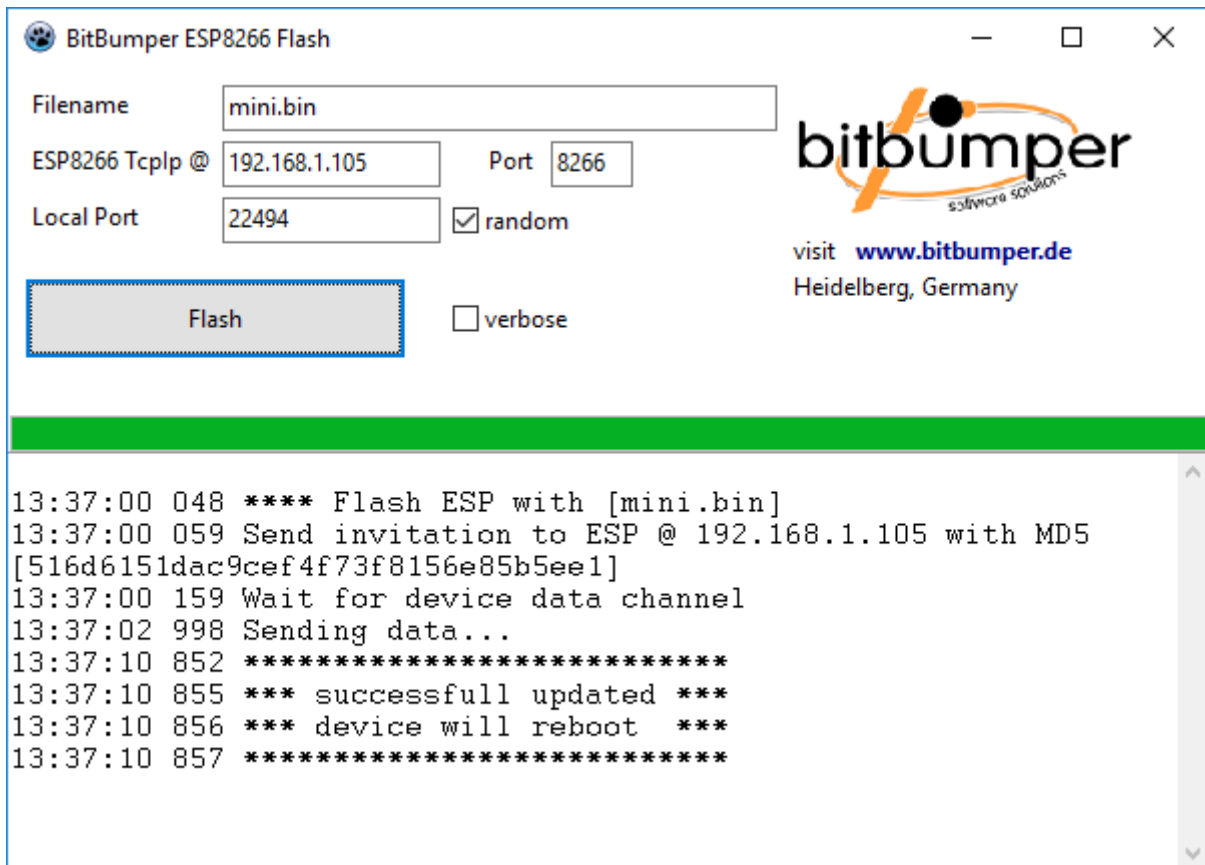 BitBumper ESP8266 Flash
Filename mini.bin
ESP8266 TcpIp @ 192.168.1.105 Port 8266
Local Port 22494 random
bitbumper
software solutions
visit www.bitbumper.de
Heidelberg, Germany
Flash verbose
13:37:00 048 **** Flash ESP with [mini.bin]
13:37:00 059 Send invitation to ESP @ 192.168.1.105 with MD5
[516d6151dac9cef4f73f8156e85b5ee1]
13:37:00 159 Wait for device data channel
13:37:02 998 Sending data...
13:37:10 852 ***************************
13:37:10 855 *** successfull updated ***
13:37:10 856 *** device will reboot  ***
13:37:10 857 ***************************